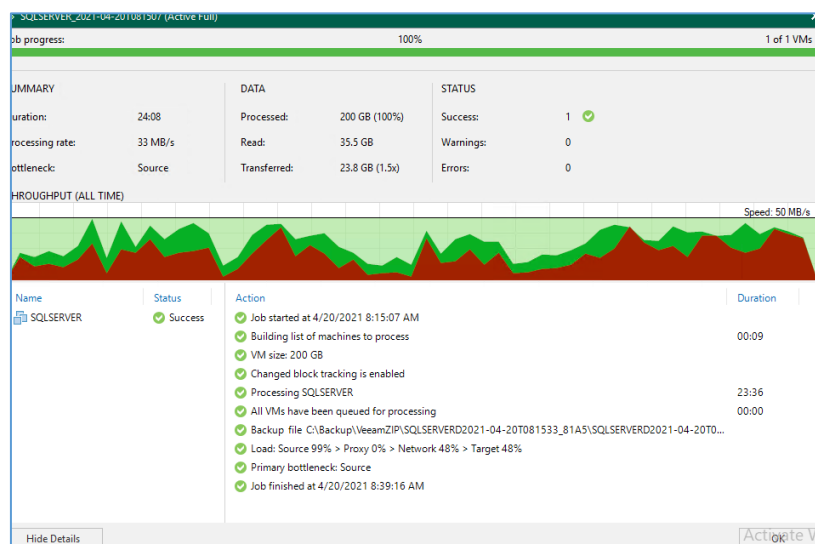 SQLSERVER_2021-04-20T081507 (Active Full)
ob progress: 100% 1 of 1 VMs
UMMARY DATA STATUS
uration: 24:08 Processed: 200 GB (100%) Success: 1
rocessing rate: 33 MB/s Read: 35.5 GB Warnings: 0
ottleneck: Source Transferred: 23.8 GB (1.5x) Errors: 0
HROUGHPUT (ALL TIME)
Speed: 50 MB/s
Name Status Action Duration
SQLSERVER Success Job started at 4/20/2021 8:15:07 AM
Building list of machines to process 00:09
VM size: 200 GB
Changed block tracking is enabled
Processing SQLSERVER 23:36
All VMs have been queued for processing 00:00
Backup file C:\Backup\VeeamZIP\SQLSERVERD2021-04-20T081533_81A5\SQLSERVERD2021-04-20T0...
Load: Source 99% > Proxy 0% > Network 48% > Target 48%
Primary bottleneck: Source
Job finished at 4/20/2021 8:39:16 AM
Hide Details OK
Activate V